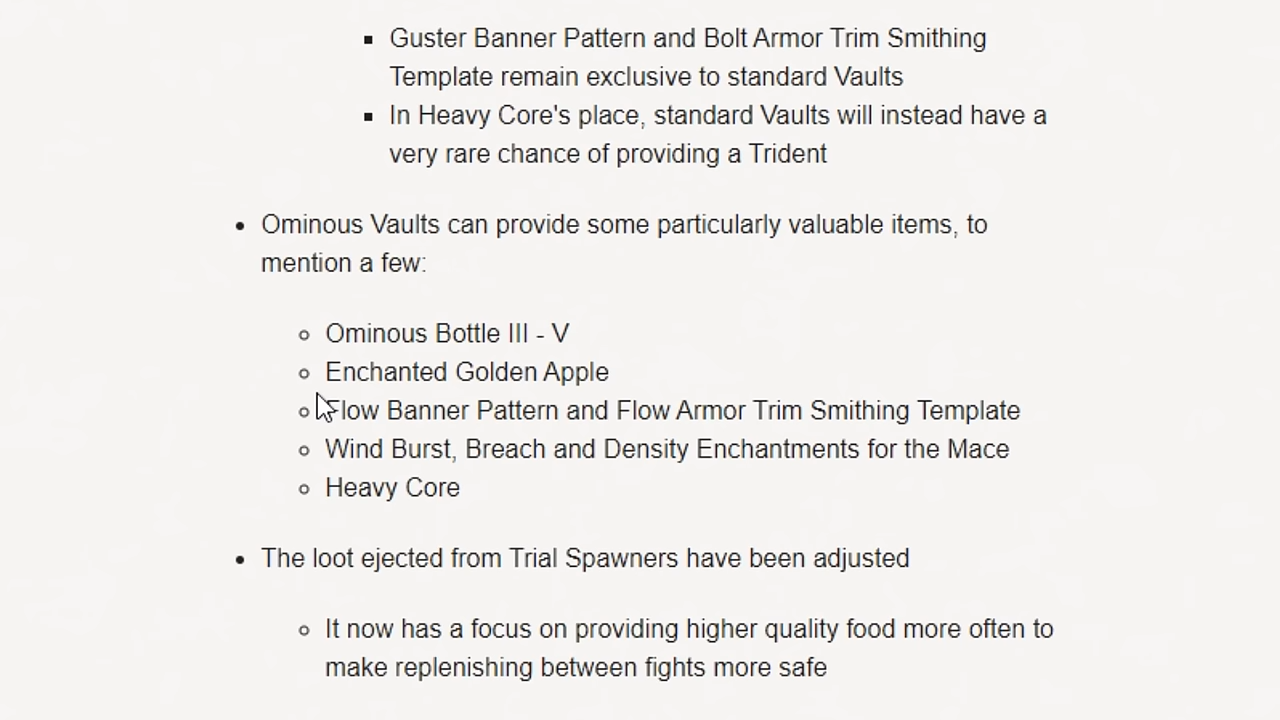 Guster Banner Pattern and Bolt Armor Trim Smithing
Template remain exclusive to standard Vaults
In Heavy Core's place, standard Vaults will instead have a
very rare chance of providing a Trident
Ominous Vaults can provide some particularly valuable items, to
mention a few:
Ominous Bottle III - V
Enchanted Golden Apple
Flow Banner Pattern and Flow Armor Trim Smithing Template
Wind Burst, Breach and Density Enchantments for the Mace
Heavy Core
The loot ejected from Trial Spawners have been adjusted
It now has a focus on providing higher quality food more often to
make replenishing between fights more safe